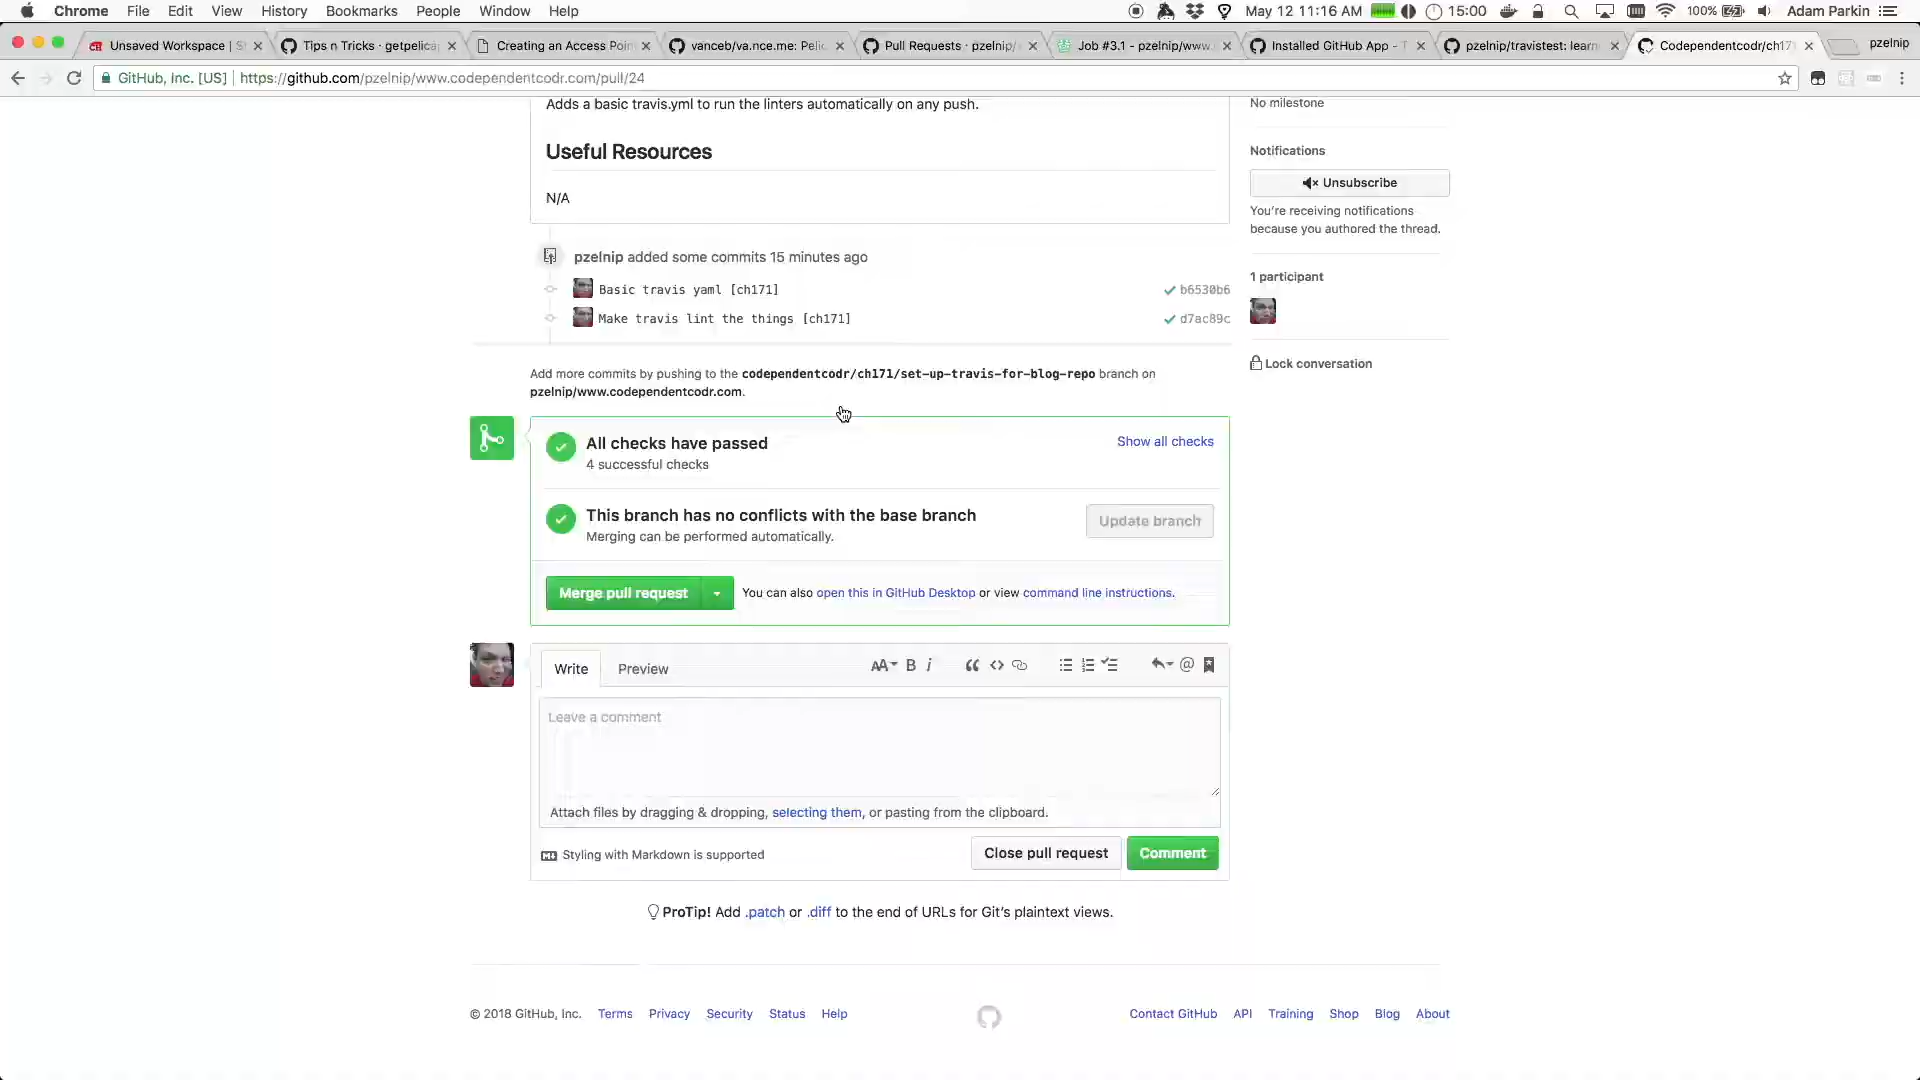 Chrome File Edit View History Bookmarks People Window Help May 12 11:16 AM 15:00 100% Adam Parkin
Unsaved Workspace | S Tips n Tricks · getpelica Creating an Access Poin vanceb/va.nce.me: Pelic Pull Requests · pzelnip/ Job #3.1 - pzelnip/www. Installed GitHub App - T pzelnip/travistest: learn Codependentcodr/ch17 pzelnip
GitHub, Inc. [US] https://github.com/pzelnip/www.codependentcodr.com/pull/24
Adds a basic travis.yml to run the linters automatically on any push.
No milestone
Useful Resources
N/A
Notifications
Unsubscribe
You're receiving notifications
because you authored the thread.
pzelnip added some commits 15 minutes ago
Basic travis yaml [ch171] b6530b6
Make travis lint the things [ch171] d7ac89c
1 participant
Lock conversation
Add more commits by pushing to the codependentcodr/ch171/set-up-travis-for-blog-repo branch on
pzelnip/www.codependentcodr.com.
All checks have passed Show all checks
4 successful checks
This branch has no conflicts with the base branch Update branch
Merging can be performed automatically.
Merge pull request You can also open this in GitHub Desktop or view command line instructions.
Write Preview AA B i
Leave a comment
Attach files by dragging & dropping, selecting them, or pasting from the clipboard.
Styling with Markdown is supported Close pull request Comment
ProTip! Add .patch or .diff to the end of URLs for Git's plaintext views.
© 2018 GitHub, Inc. Terms Privacy Security Status Help Contact GitHub API Training Shop Blog About